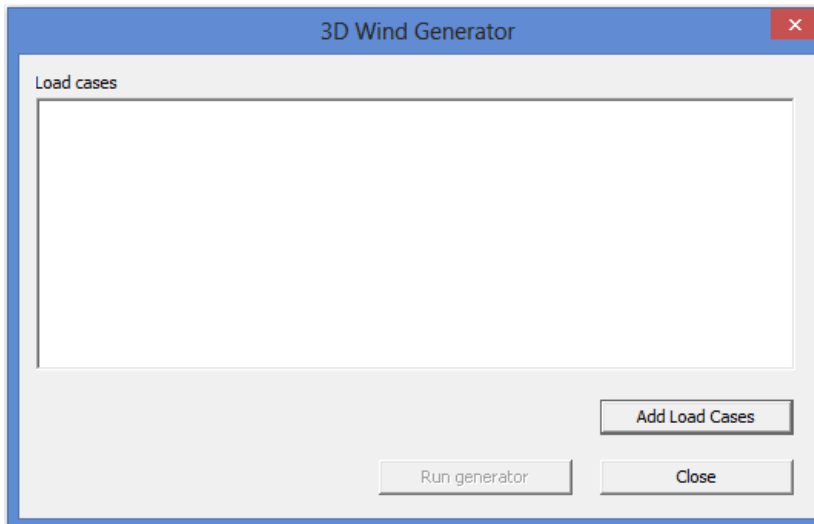 3D Wind Generator
Load cases
Add Load Cases
Run generator
Close